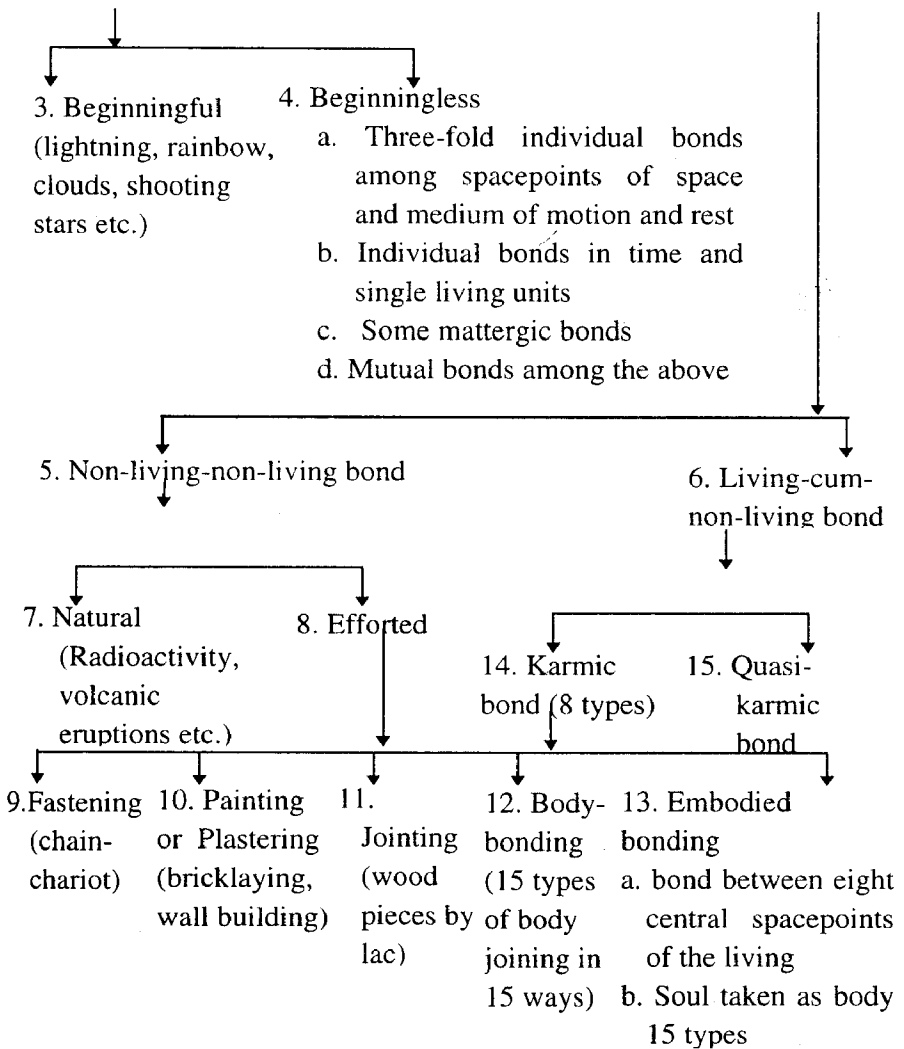 3. Beginningful
(lightning, rainbow,
clouds, shooting
stars etc.)
4. Beginningless
a. Three-fold individual bonds
among spacepoints of space
and medium of motion and rest
b. Individual bonds in time and
single living units
c. Some mattergic bonds
d. Mutual bonds among the above
5. Non-living-non-living bond
6. Living-cum-
non-living bond
7. Natural
(Radioactivity,
volcanic
eruptions etc.)
8. Efforted
14. Karmic
bond (8 types)
15. Quasi-
karmic
bond
9.Fastening
(chain-
chariot)
10. Painting
or Plastering
(bricklaying,
wall building)
11.
Jointing
(wood
pieces by
lac)
12. Body-
bonding
(15 types
of body
joining in
15 ways)
13. Embodied
bonding
a. bond between eight
central spacepoints
of the living
b. Soul taken as body
15 types